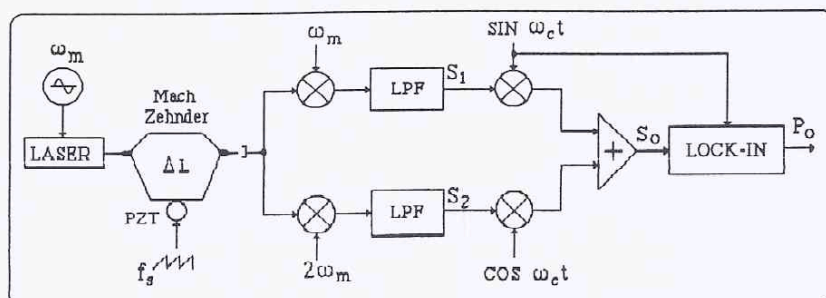 ω_m
LASER
Mach
Zehnder
ΔL
PZT
f_s
ω_m
LPF
S_1
SIN ω_c t
2ω_m
LPF
S_2
COS ω_c t
+
S_o
LOCK-IN
P_o